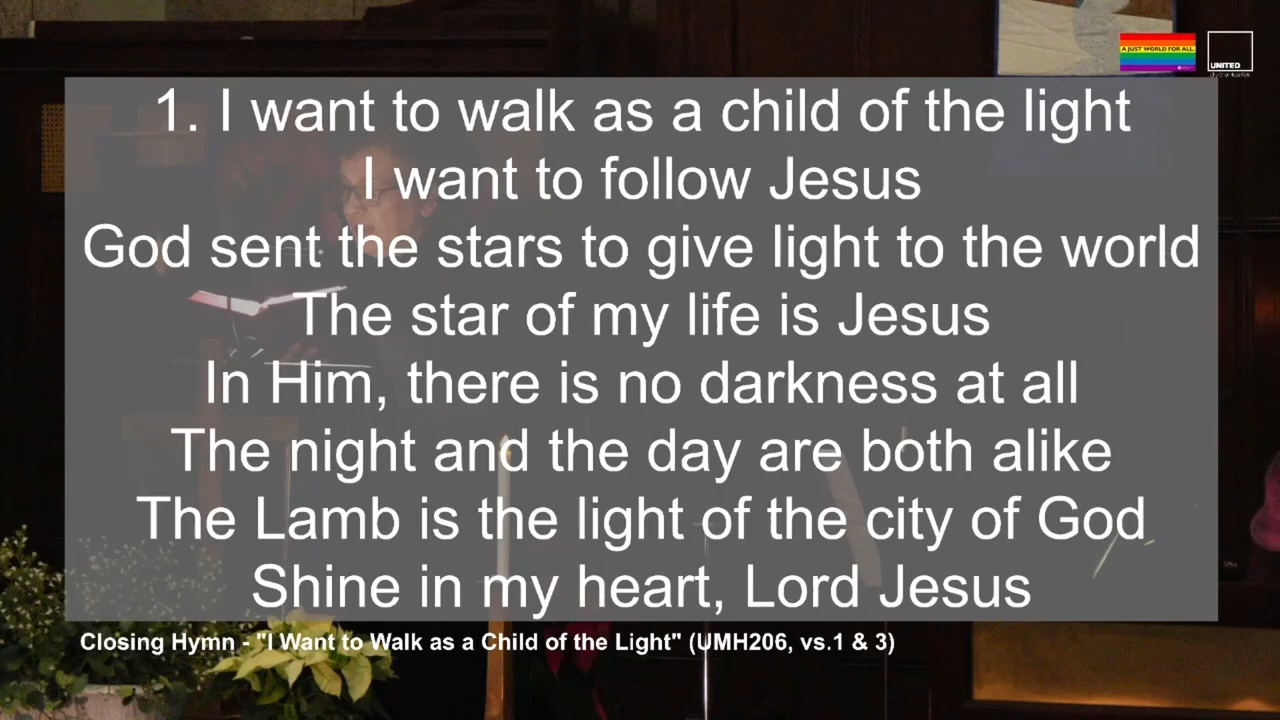 A JUST WORLD FOR ALL
UNITED
1. I want to walk as a child of the light
I want to follow Jesus
God sent the stars to give light to the world
The star of my life is Jesus
In Him, there is no darkness at all
The night and the day are both alike
The Lamb is the light of the city of God
Shine in my heart, Lord Jesus
Closing Hymn - "I Want to Walk as a Child of the Light" (UMH206, vs.1 & 3)